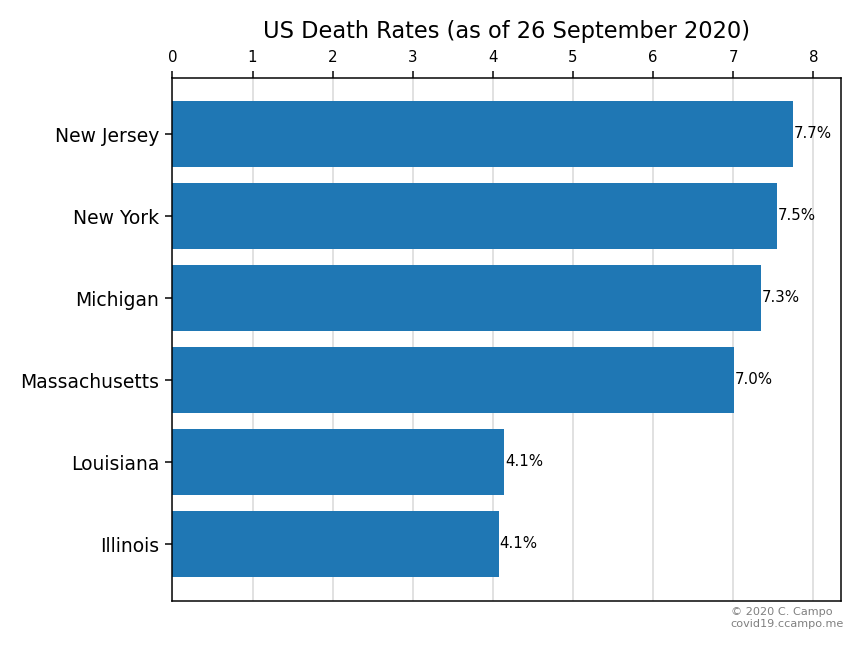 US Death Rates (as of 26 September 2020)
0 1 2 3 4 5 6 7 8
New Jersey 7.7%
New York 7.5%
Michigan 7.3%
Massachusetts 7.0%
Louisiana 4.1%
Illinois 4.1%
© 2020 C. Campo
covid19.ccampo.me